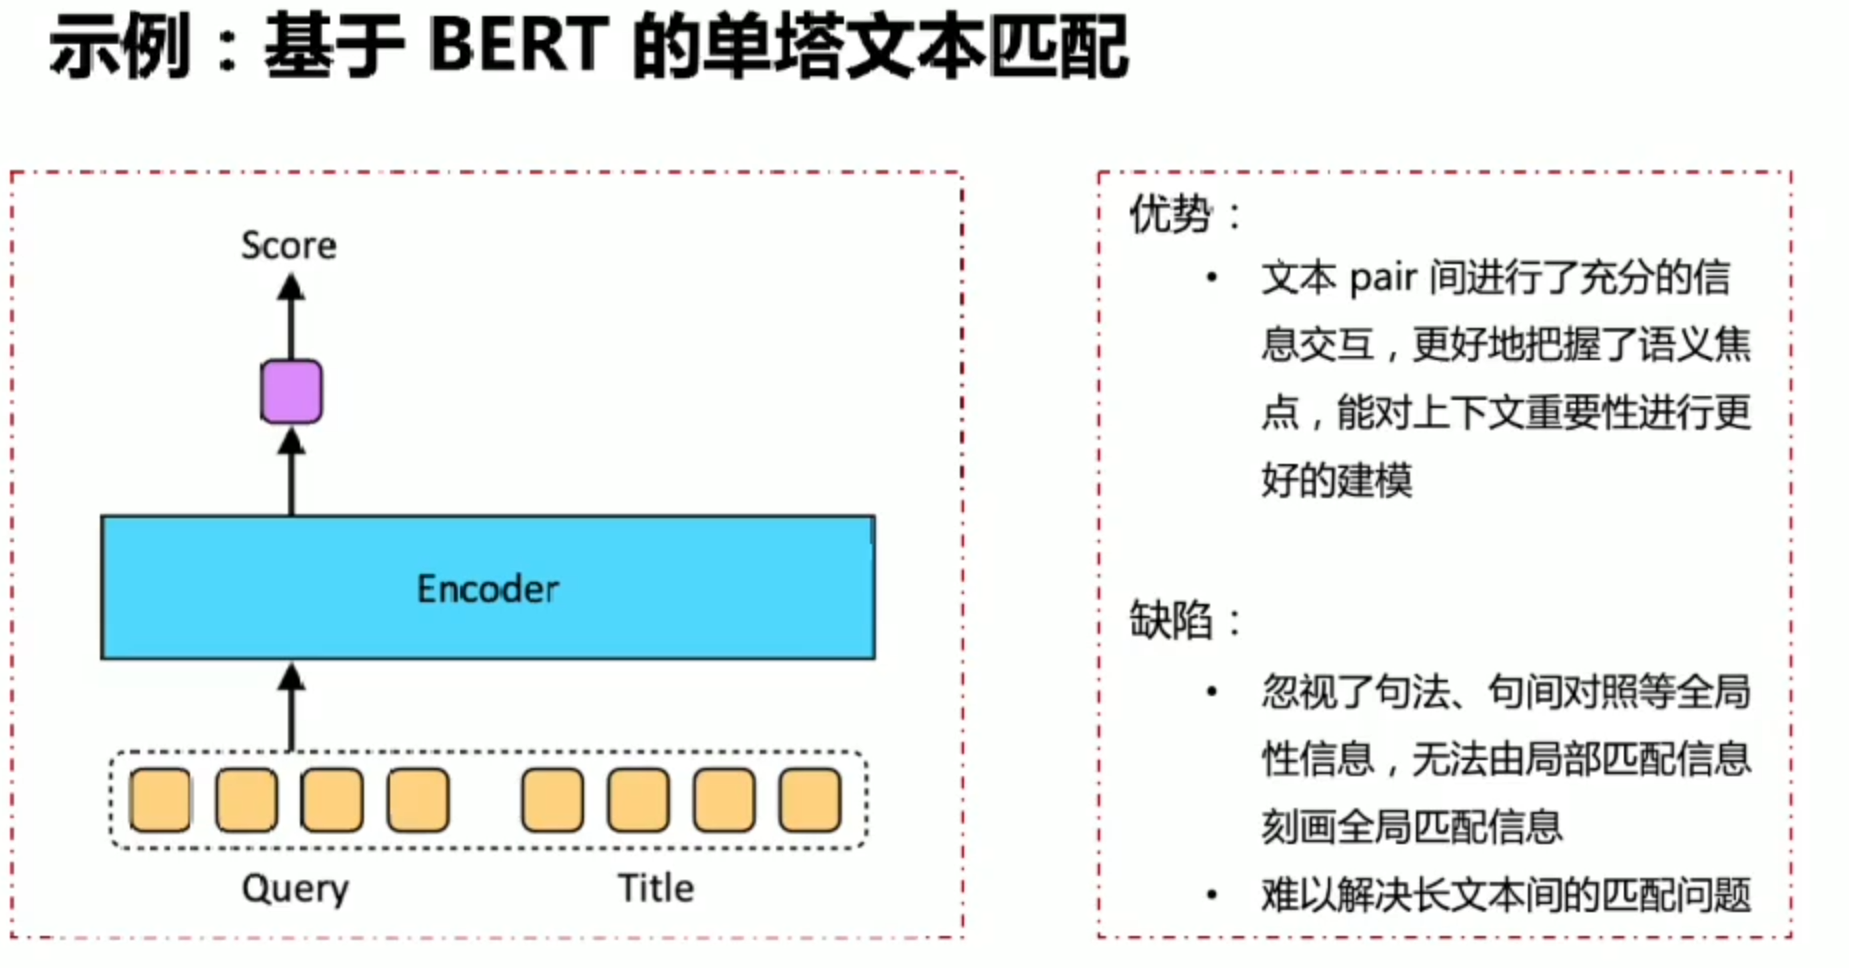 示例：基于 BERT 的单塔文本匹配
Score
Encoder
Query
Title
优势：
• 文本 pair 间进行了充分的信
息交互，更好地把握了语义焦
点，能对上下文重要性进行更
好的建模
缺陷：
• 忽视了句法、句间对照等全局
性信息，无法由局部匹配信息
刻画全局匹配信息
• 难以解决长文本间的匹配问题